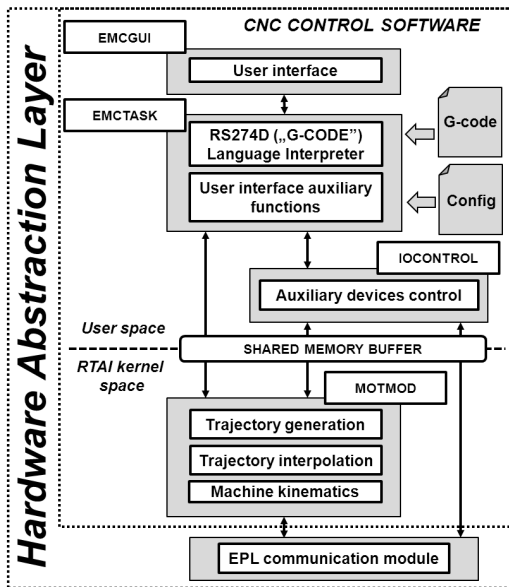 Hardware Abstraction Layer
CNC CONTROL SOFTWARE
EMCGUI
User interface
EMCTASK
RS274D („G-CODE”)
Language Interpreter
User interface auxiliary
functions
G-code
Config
IOCONTROL
Auxiliary devices control
User space
SHARED MEMORY BUFFER
RTAI kernel
space
MOTMOD
Trajectory generation
Trajectory interpolation
Machine kinematics
EPL communication module